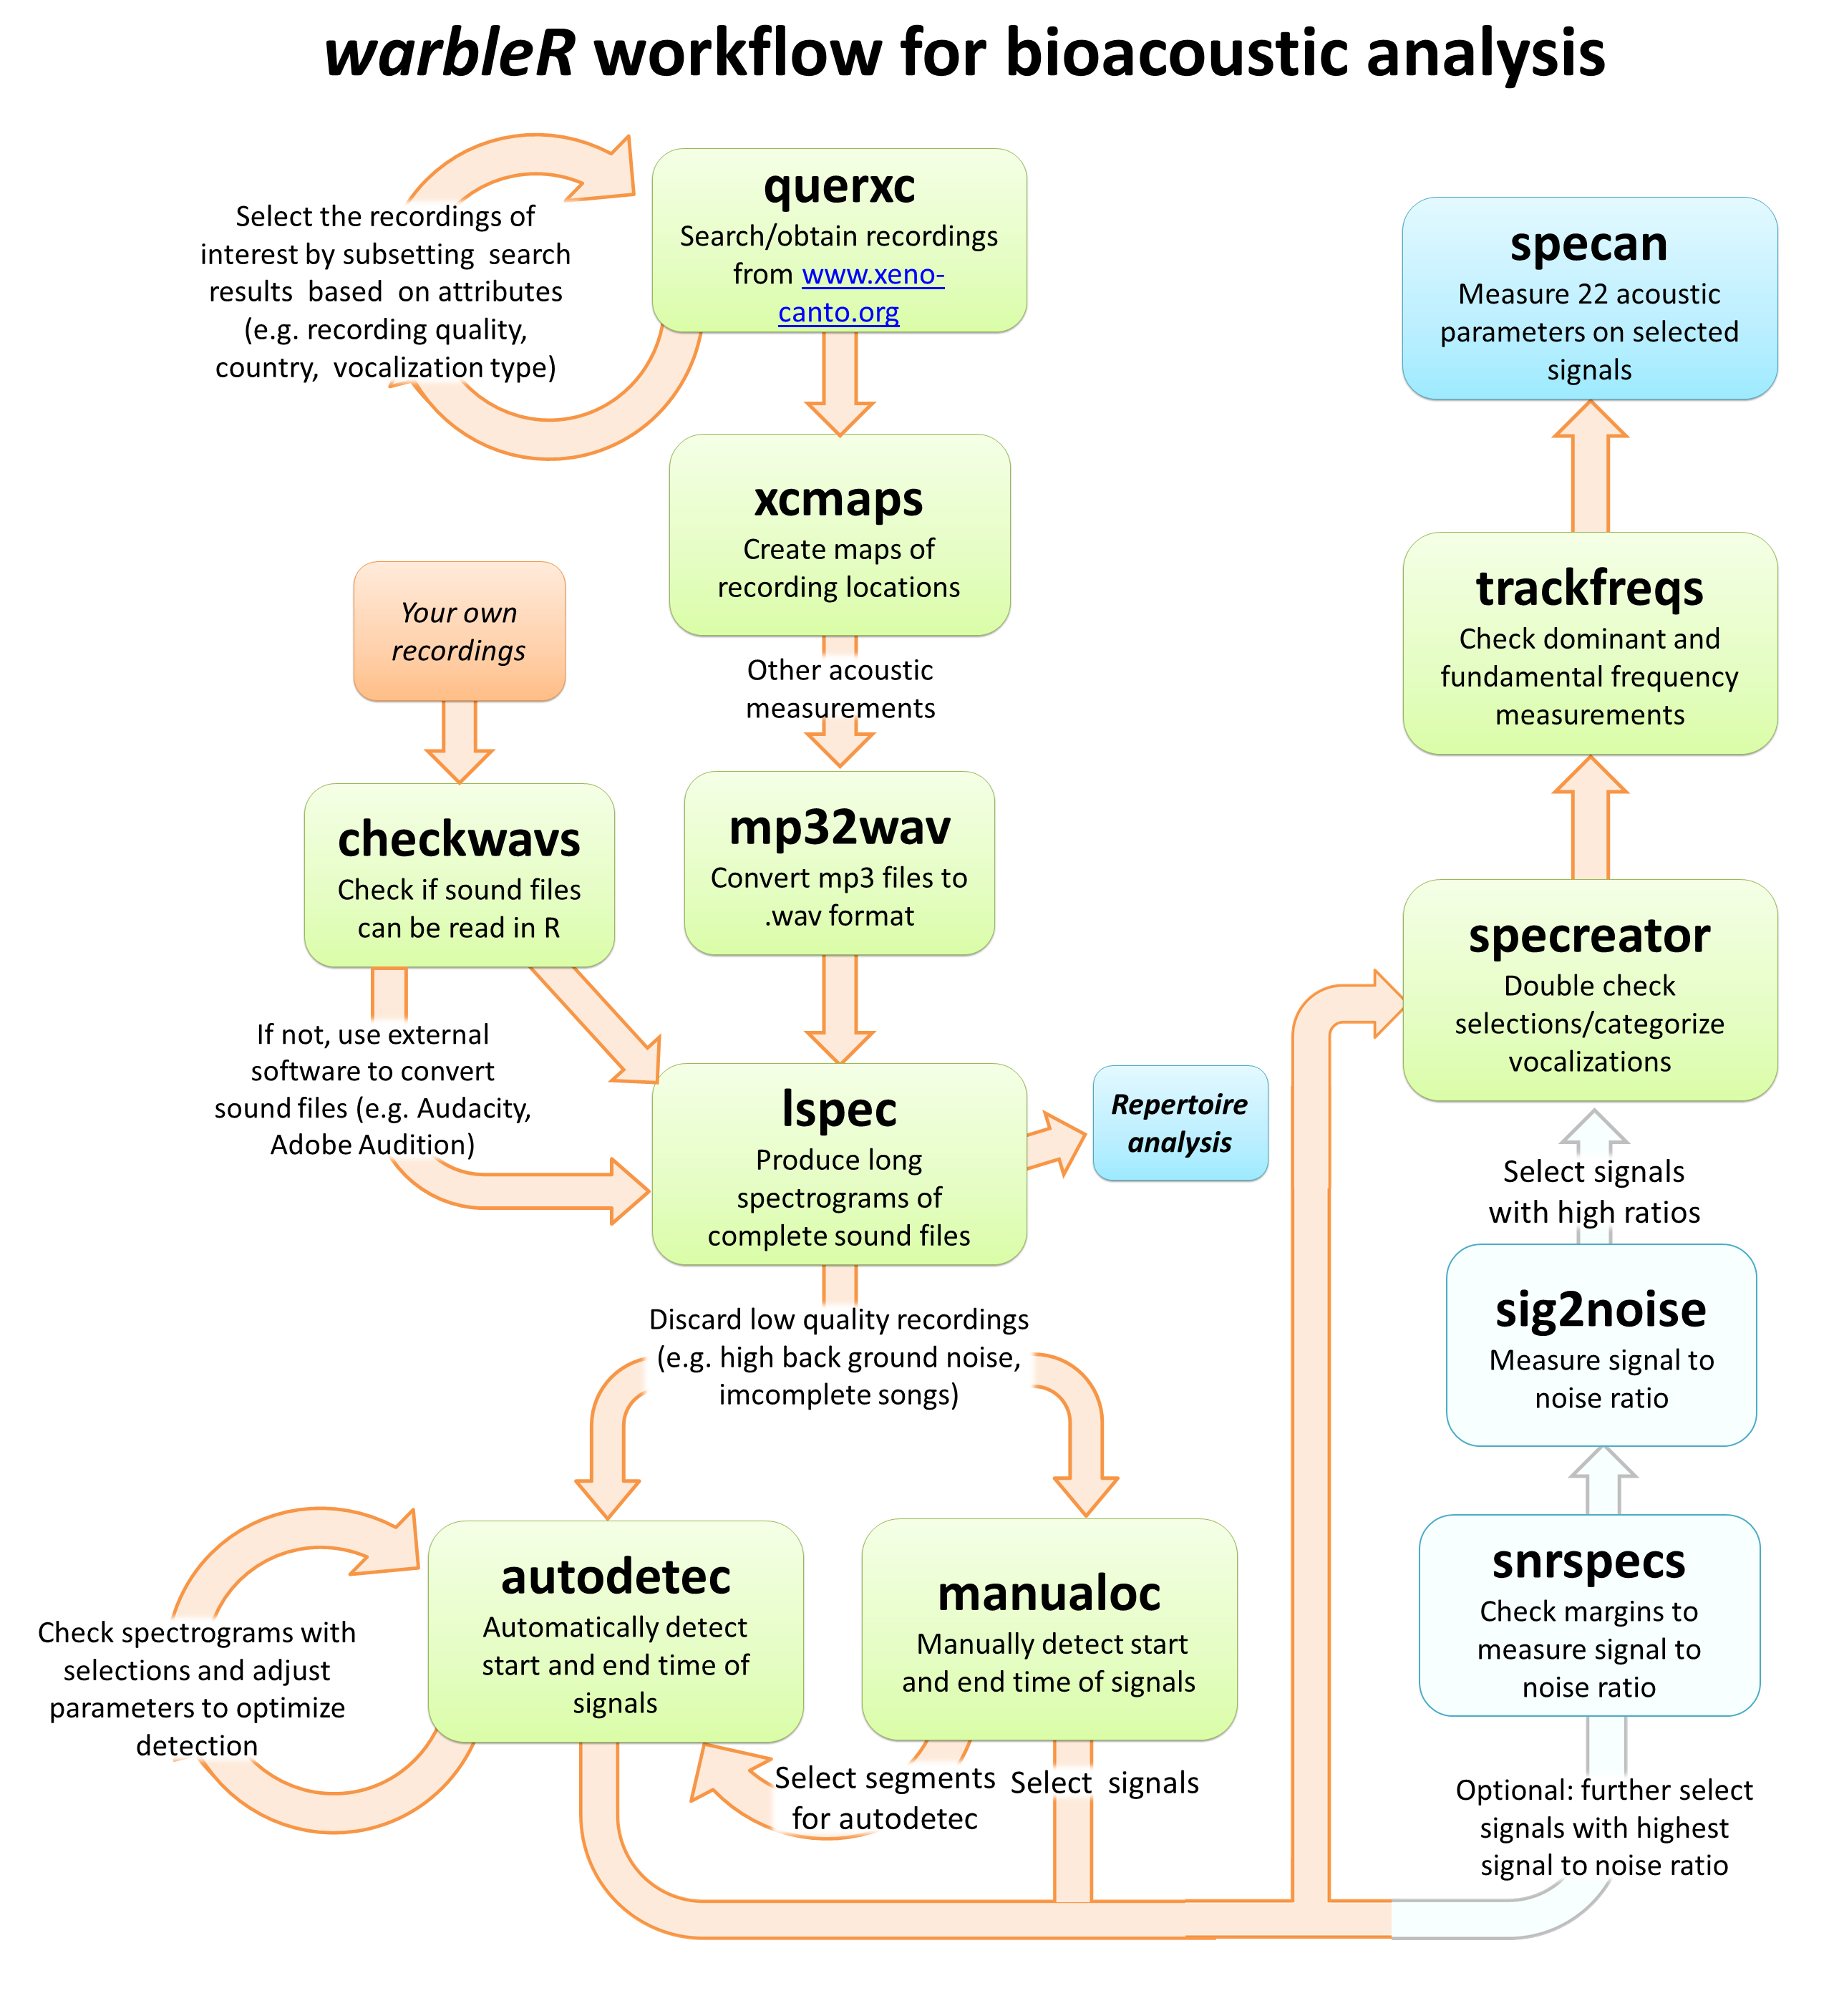 warbleR workflow for bioacoustic analysis
querxc
Search/obtain recordings
from www.xeno-
canto.org
Select the recordings of
interest by subsetting search
results based on attributes
(e.g. recording quality,
country, vocalization type)
xcmaps
Create maps of
recording locations
Other acoustic
measurements
Your own
recordings
checkwavs
Check if sound files
can be read in R
mp32wav
Convert mp3 files to
.wav format
If not, use external
software to convert
sound files (e.g. Audacity,
Adobe Audition)
lspec
Produce long
spectrograms of
complete sound files
Repertoire
analysis
Discard low quality recordings
(e.g. high back ground noise,
imcomplete songs)
autodetec
Automatically detect
start and end time of
signals
Check spectrograms with
selections and adjust
parameters to optimize
detection
manualoc
Manually detect start
and end time of signals
Select segments
for autodetec
Select signals
specan
Measure 22 acoustic
parameters on selected
signals
trackfreqs
Check dominant and
fundamental frequency
measurements
specreator
Double check
selections/categorize
vocalizations
Select signals
with high ratios
sig2noise
Measure signal to
noise ratio
snrspecs
Check margins to
measure signal to
noise ratio
Optional: further select
signals with highest
signal to noise ratio